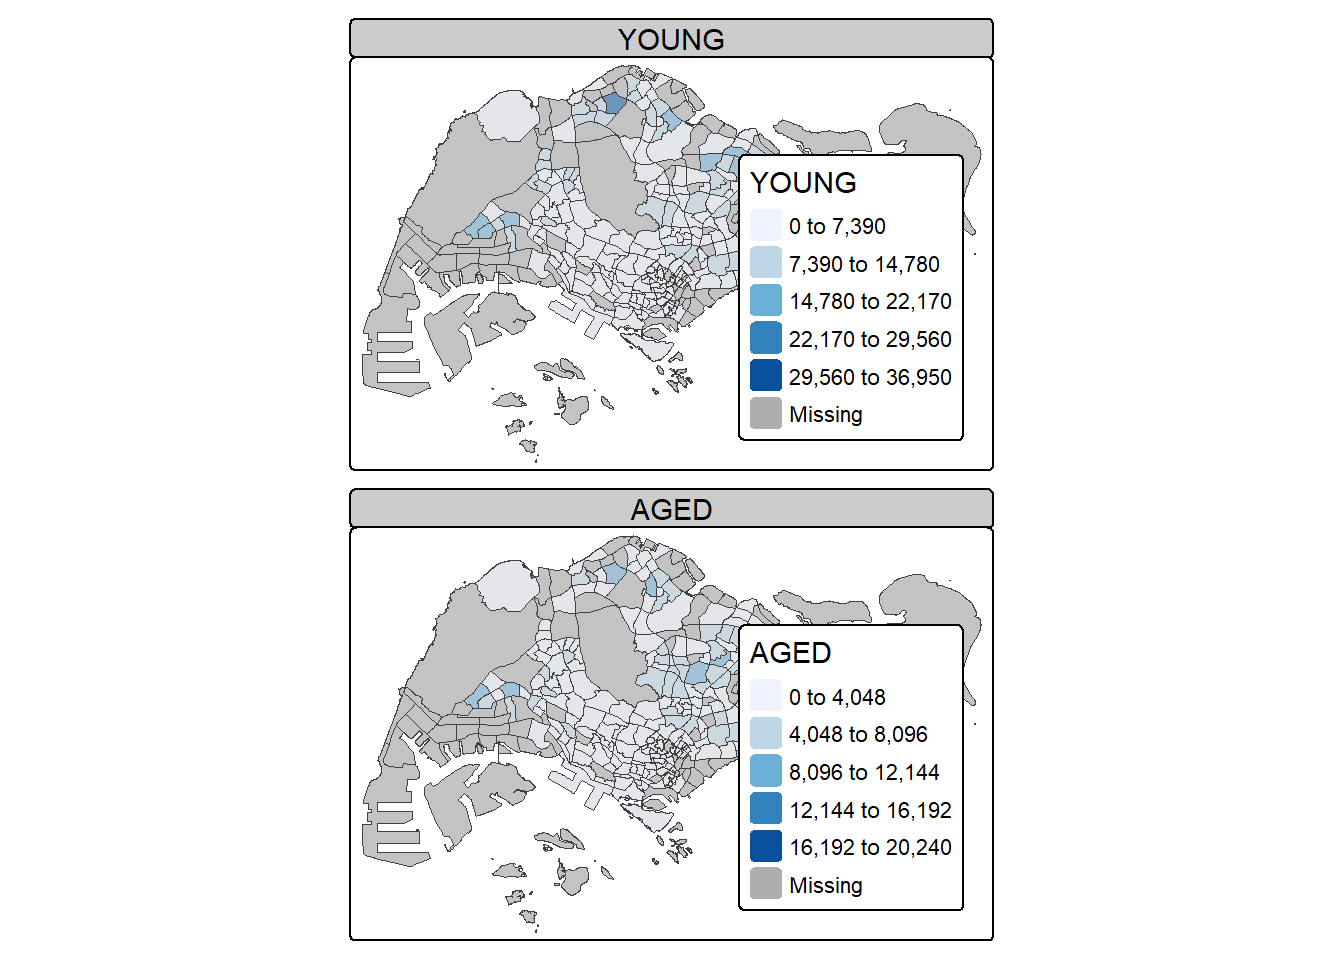 YOUNG
YOUNG
0 to 7,390
7,390 to 14,780
14,780 to 22,170
22,170 to 29,560
29,560 to 36,950
Missing
AGED
AGED
0 to 4,048
4,048 to 8,096
8,096 to 12,144
12,144 to 16,192
16,192 to 20,240
Missing